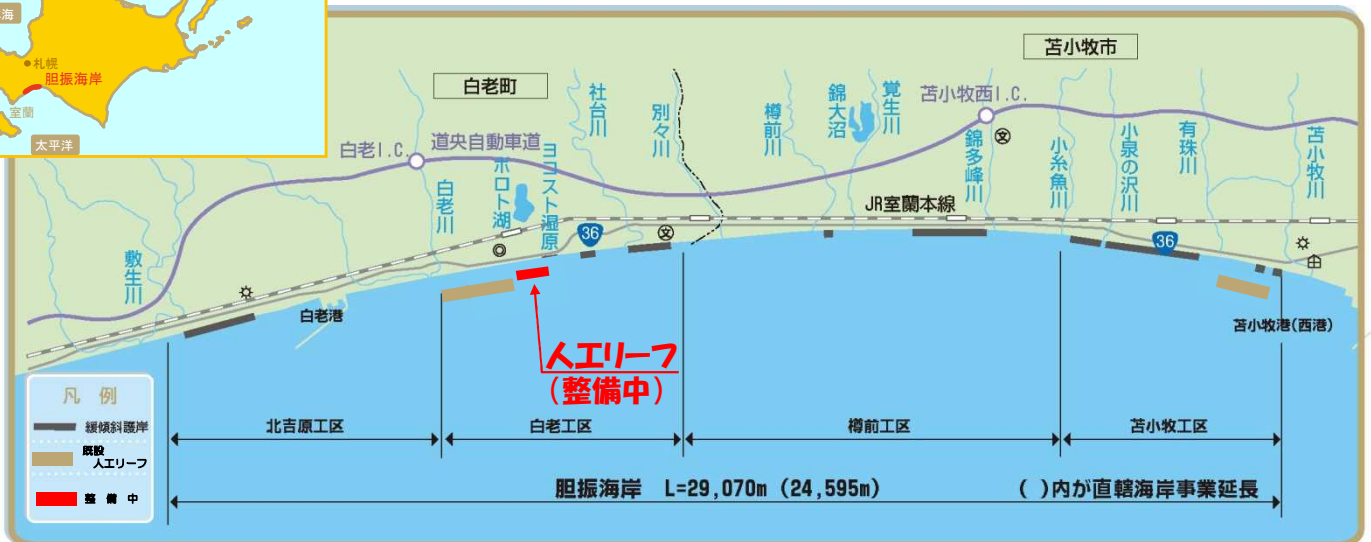 海
札幌
胆振海岸
室蘭
太平洋
苫小牧市
白老町
白老I.C.
道央自動車道
苫小牧西I.C.
敷生川
白老川
ポロト湖
ヨコスト湿原
社台川
別々川
樽前川
錦大沼
覚生川
錦多峰川
小糸魚川
小泉の沢川
有珠川
苫小牧川
JR室蘭本線
36
36
白老港
苫小牧港(西港)
人工リーフ
(整備中)
凡 例
緩傾斜護岸
既設
人工リーフ
整 備 中
北吉原工区
白老工区
樽前工区
苫小牧工区
胆振海岸 L=29,070m (24,595m)
( )内が直轄海岸事業延長